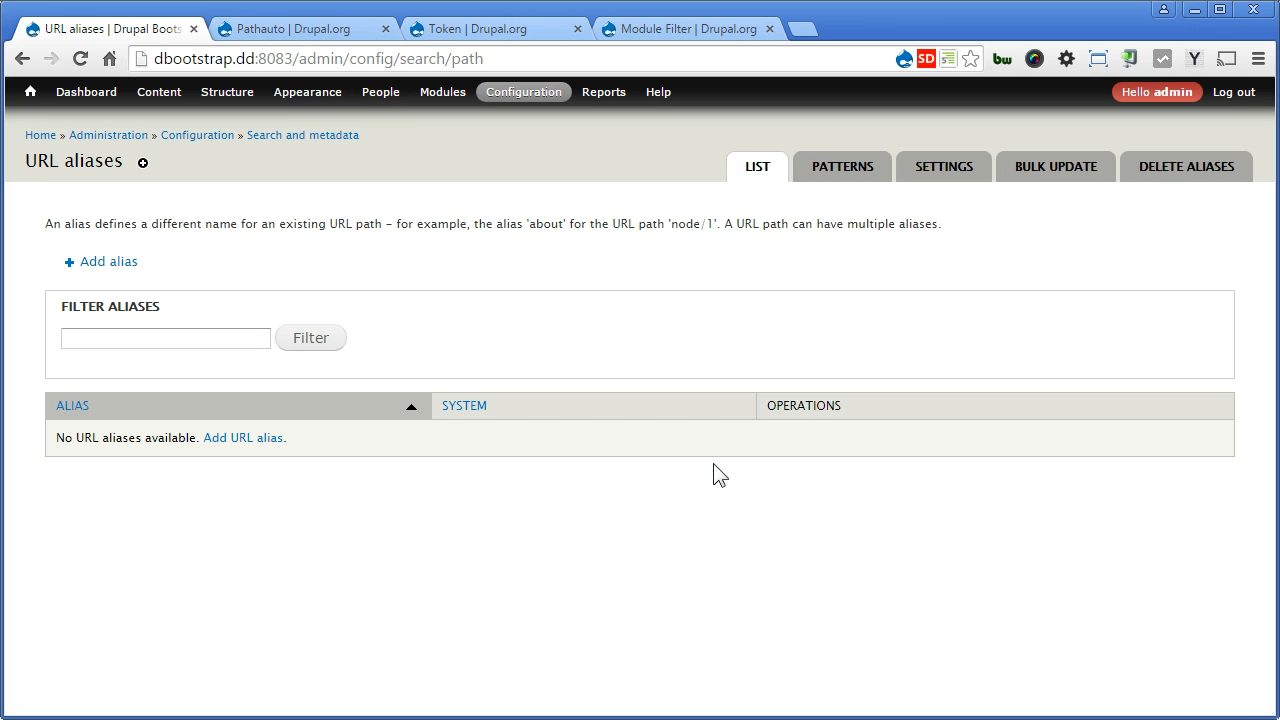 URL aliases | Drupal Boots
Pathauto | Drupal.org
Token | Drupal.org
Module Filter | Drupal.org
dbootstrap.dd:8083/admin/config/search/path
SD
bw
Y
Dashboard Content Structure Appearance People Modules Configuration Reports Help Hello admin Log out
Home » Administration » Configuration » Search and metadata
URL aliases
LIST PATTERNS SETTINGS BULK UPDATE DELETE ALIASES
An alias defines a different name for an existing URL path – for example, the alias 'about' for the URL path 'node/1'. A URL path can have multiple aliases.
Add alias
FILTER ALIASES
Filter
ALIAS SYSTEM OPERATIONS
No URL aliases available. Add URL alias.